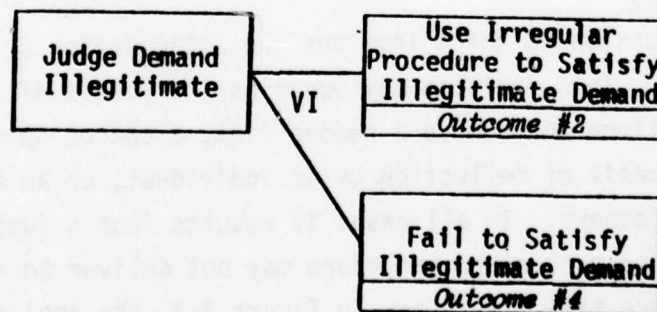 Judge Demand
Illegitimate
VI
Use Irregular
Procedure to Satisfy
Illegitimate Demand
Outcome #2
Fail to Satisfy
Illegitimate Demand
Outcome #4